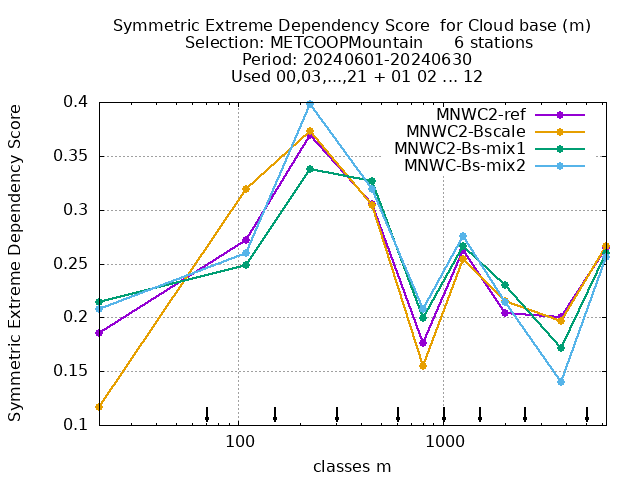 Symmetric Extreme Dependency Score  for Cloud base (m)
Selection: METCOOPMountain      6 stations
Period: 20240601-20240630
Used 00,03,...,21 + 01 02 ... 12
Symmetric Extreme Dependency Score
0.4
0.35
0.3
0.25
0.2
0.15
0.1
MNWC2-ref
MNWC2-Bscale
MNWC2-Bs-mix1
MNWC-Bs-mix2
100
1000
classes m